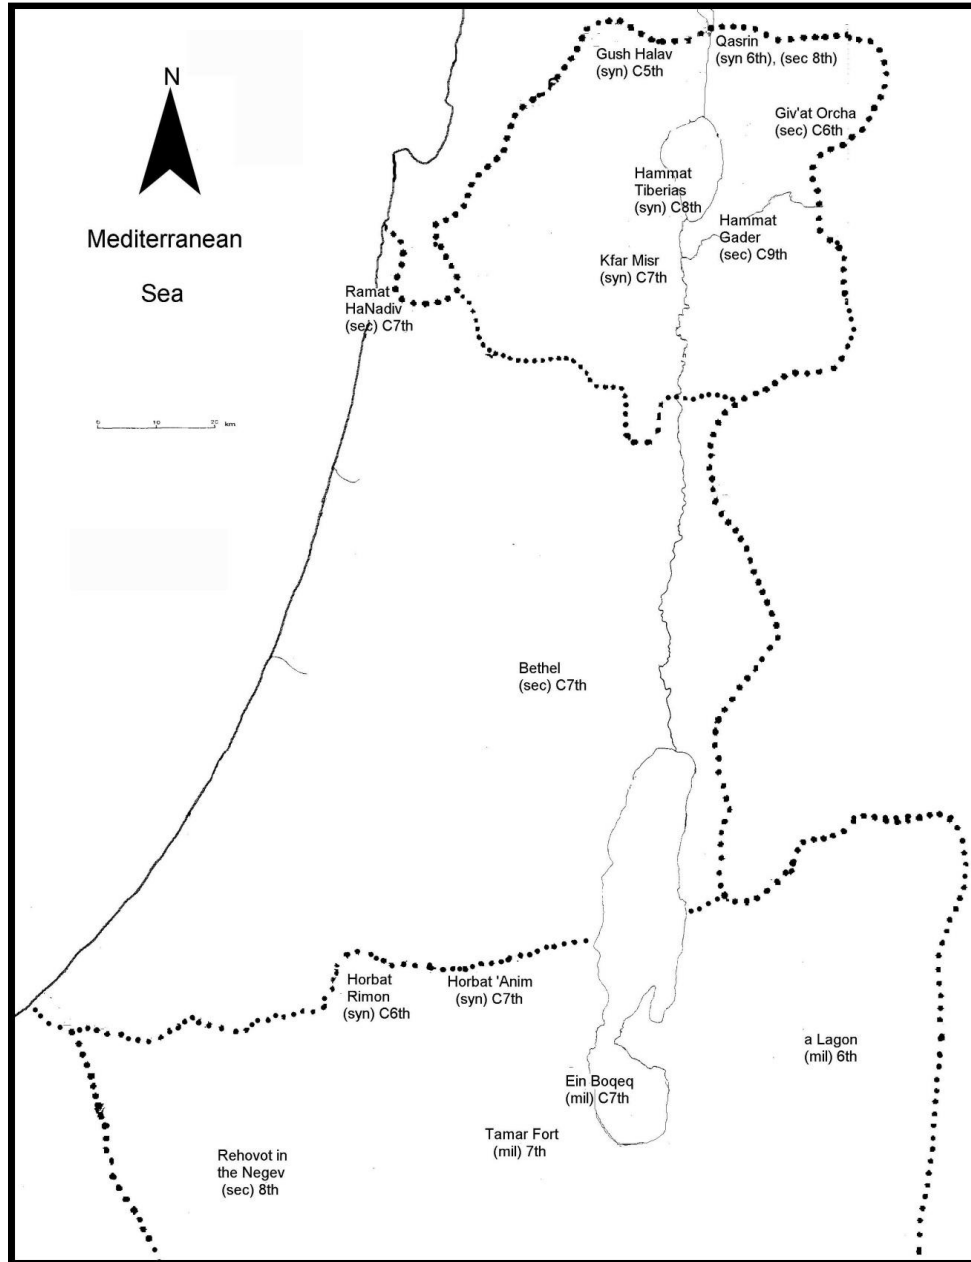 Gush Halav
(syn) C5th
Qasrin
(syn 6th), (sec 8th)
N
Giv'at Orcha
(sec) C6th
Hammat
Tiberias
(syn) C8th
Hammat
Gader
(sec) C9th
Mediterranean
Sea
Kfar Misr
(syn) C7th
Ramat
HaNadiv
(sec) C7th
0 10 20 km
Bethel
(sec) C7th
Horbat
Rimon
(syn) C6th
Horbat 'Anim
(syn) C7th
a Lagon
(mil) 6th
Ein Boqeq
(mil) C7th
Tamar Fort
(mil) 7th
Rehovot in
the Negev
(sec) 8th